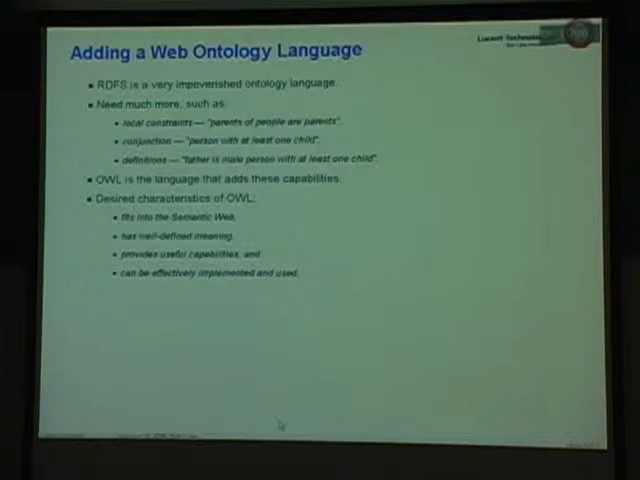 Adding a Web Ontology Language
Lucent Technolo
▪ RDFS is a very impoverished ontology language.
▪ Need much more, such as:
▪ local constraints — "parents of people are parents".
▪ conjunction — "person with at least one child".
▪ definitions — "father is male person with at least one child".
▪ OWL is the language that adds these capabilities.
▪ Desired characteristics of OWL:
▪ fits into the Semantic Web,
▪ has well-defined meaning,
▪ provides useful capabilities, and
▪ can be effectively implemented and used.